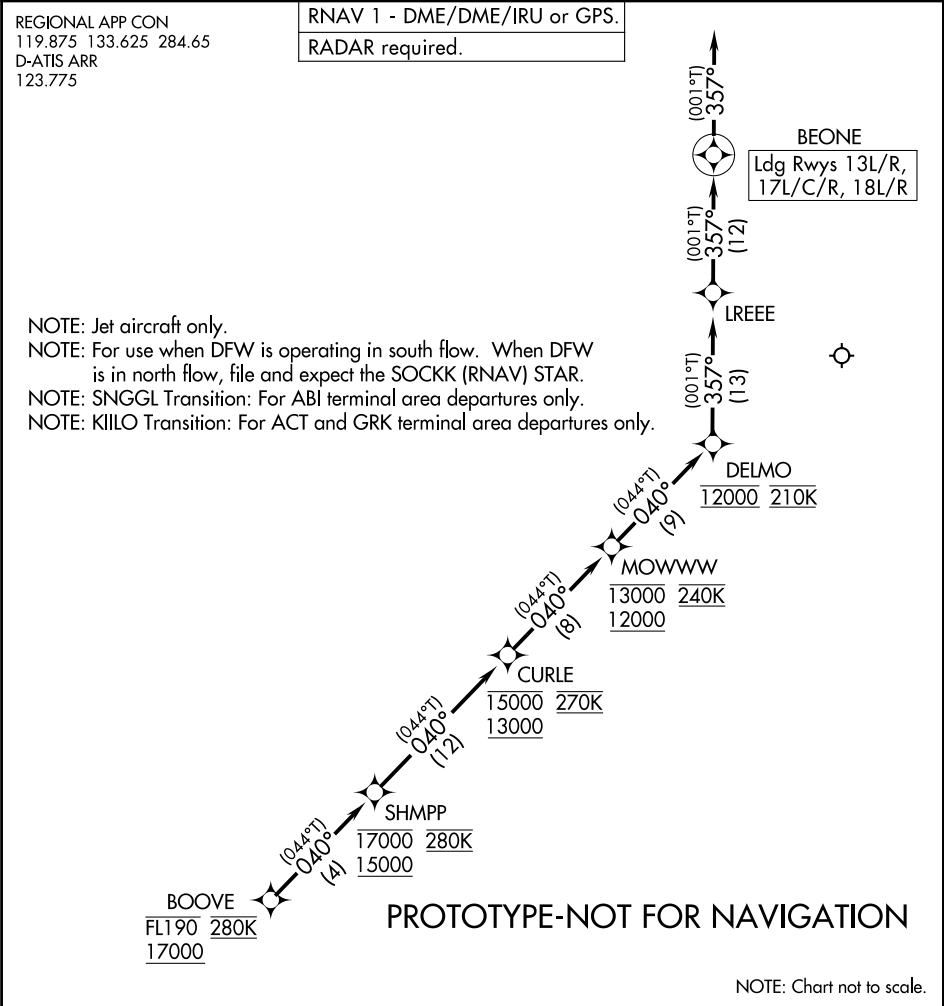 REGIONAL APP CON
119.875 133.625 284.65
D-ATIS ARR
123.775
RNAV 1 - DME/DME/IRU or GPS.
RADAR required.
(001°T)
357°
BEONE
Ldg Rwys 13L/R,
17L/C/R, 18L/R
(001°T)
357°
(12)
LREEE
NOTE: Jet aircraft only.
NOTE: For use when DFW is operating in south flow. When DFW
is in north flow, file and expect the SOCKK (RNAV) STAR.
NOTE: SNGGL Transition: For ABI terminal area departures only.
NOTE: KIILO Transition: For ACT and GRK terminal area departures only.
(001°T)
357°
(13)
DELMO
12000 210K
(044°T)
040°
(9)
MOWWW
13000 240K
12000
(044°T)
040°
(8)
CURLE
15000 270K
13000
(044°T)
040°
(12)
SHMPP
17000 280K
15000
(044°T)
040°
(4)
BOOVE
FL190 280K
17000
PROTOTYPE-NOT FOR NAVIGATION
NOTE: Chart not to scale.